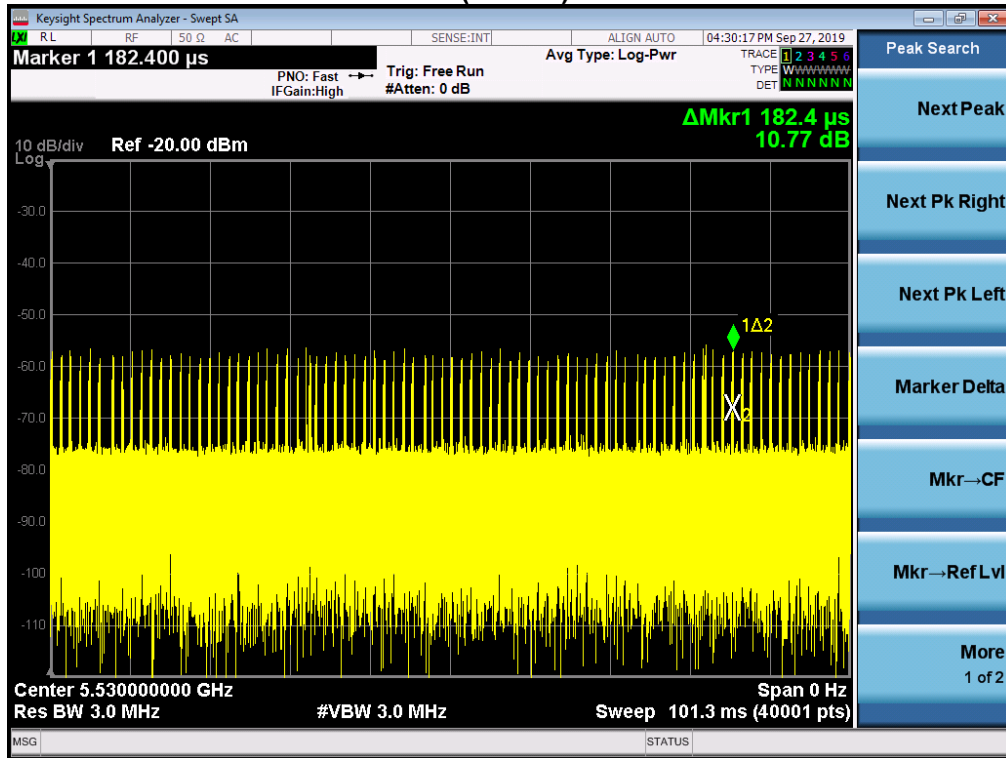 Keysight Spectrum Analyzer - Swept SA
LXI RL RF 50 Ω AC SENSE:INT ALIGN AUTO 04:30:17 PM Sep 27, 2019
Marker 1 182.400 µs
PNO: Fast
IFGain:High
Trig: Free Run
#Atten: 0 dB
Avg Type: Log-Pwr
TRACE 1 2 3 4 5 6
TYPE WWWWWW
DET N N N N N N
Peak Search
Next Peak
Next Pk Right
Next Pk Left
Marker Delta
Mkr→CF
Mkr→Ref Lvl
More
1 of 2
ΔMkr1 182.4 µs
10.77 dB
10 dB/div Ref -20.00 dBm
Log
-30.0
-40.0
-50.0
1Δ2
-60.0
-70.0
X2
-80.0
-90.0
-100
-110
Center 5.530000000 GHz Span 0 Hz
Res BW 3.0 MHz #VBW 3.0 MHz Sweep 101.3 ms (40001 pts)
MSG STATUS